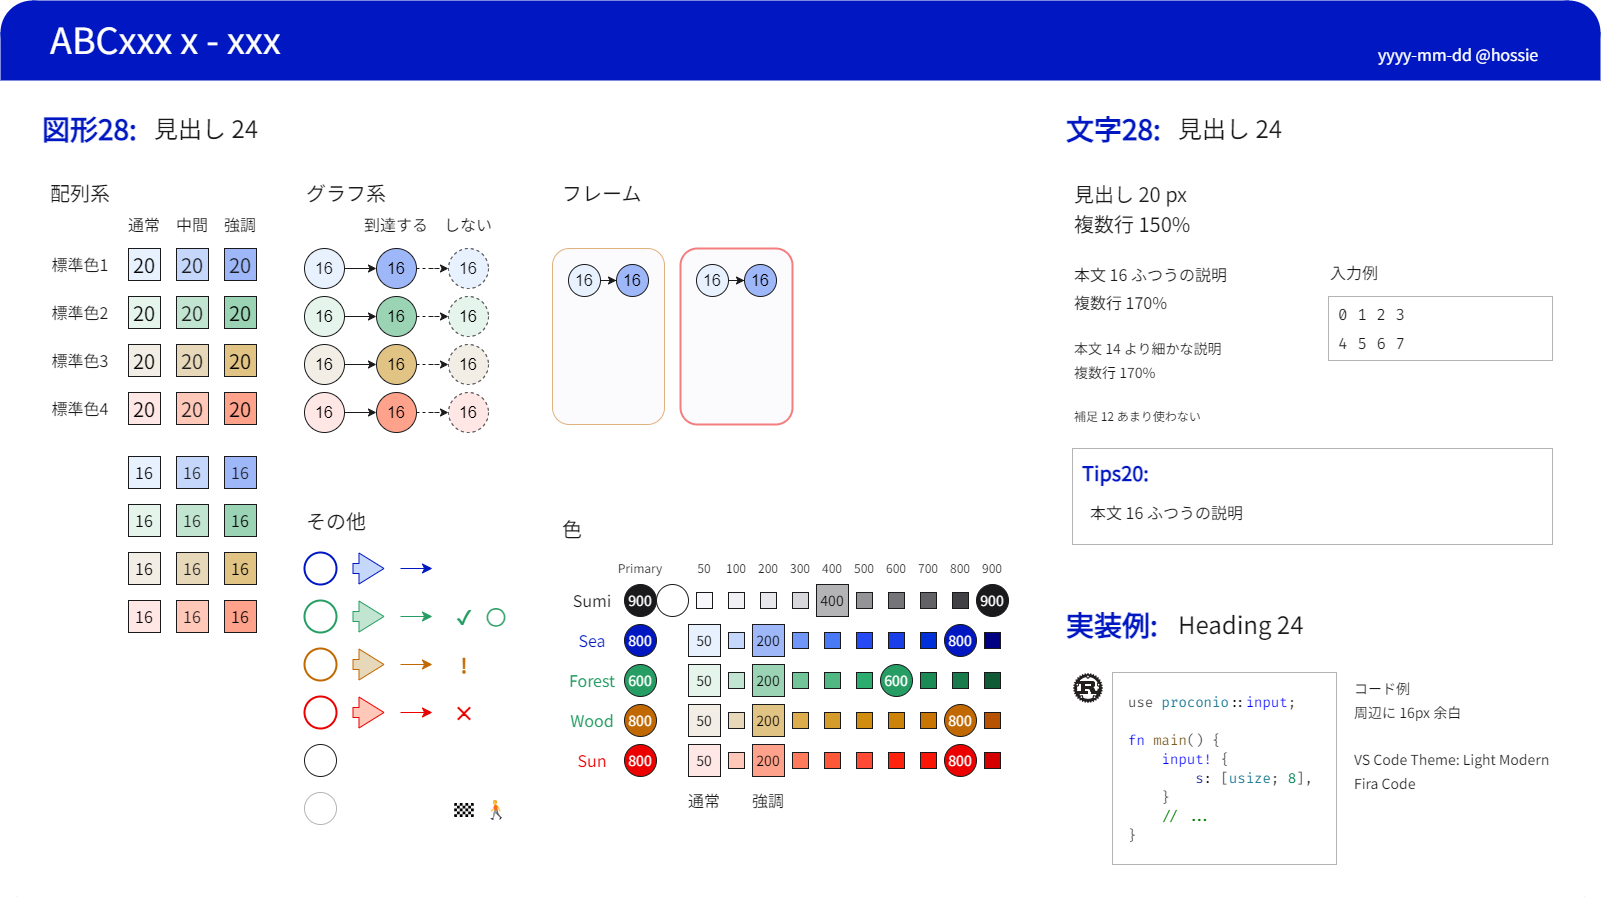 ABCxxx x - xxx
yyyy-mm-dd @hossie
図形28: 見出し 24
配列系
通常 中間 強調
標準色1 20 20 20
標準色2 20 20 20
標準色3 20 20 20
標準色4 20 20 20
16 16 16
16 16 16
16 16 16
16 16 16
グラフ系
到達する しない
16 16 16
16 16 16
16 16 16
16 16 16
フレーム
16 16 16 16
その他
!
色
Primary 50 100 200 300 400 500 600 700 800 900
Sumi 900 400 900
Sea 800 50 200 800
Forest 600 50 200 600
Wood 800 50 200 800
Sun 800 50 200 800
通常 強調
文字28: 見出し 24
見出し 20 px
複数行 150%
本文 16 ふつうの説明
複数行 170%
本文 14 より細かな説明
複数行 170%
補足 12 あまり使わない
入力例
0 1 2 3
4 5 6 7
Tips20:
本文 16 ふつうの説明
実装例: Heading 24
R
use proconio::input;
fn main() {
input! {
s: [usize; 8],
}
// ...
}
コード例
周辺に 16px 余白
VS Code Theme: Light Modern
Fira Code